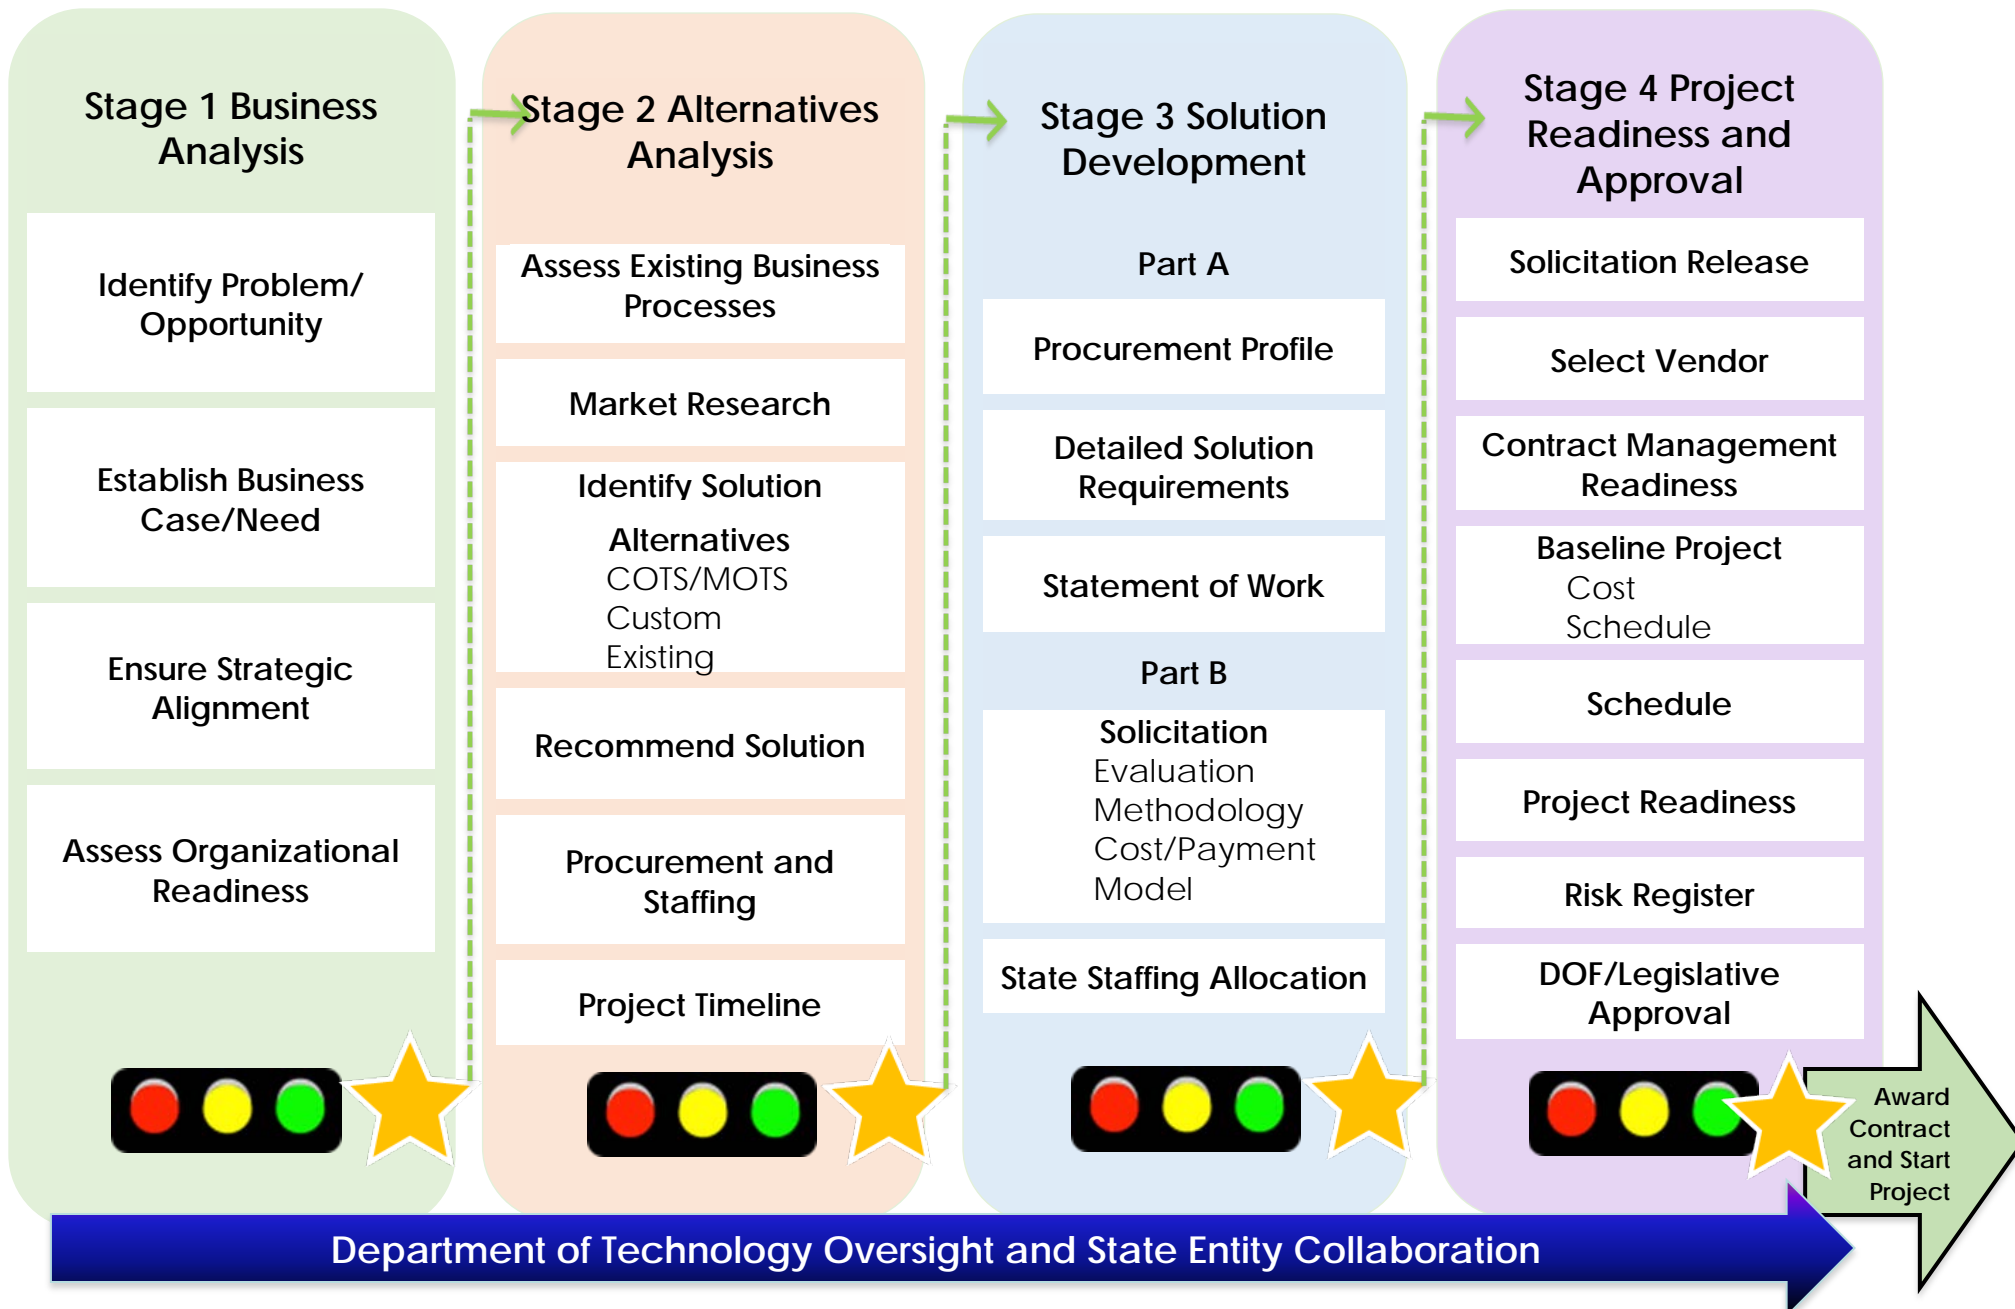 Stage 1 Business
Analysis
Identify Problem/
Opportunity
Establish Business
Case/Need
Ensure Strategic
Alignment
Assess Organizational
Readiness
Stage 2 Alternatives
Analysis
Assess Existing Business
Processes
Market Research
Identify Solution
Alternatives
COTS/MOTS
Custom
Existing
Recommend Solution
Procurement and
Staffing
Project Timeline
Stage 3 Solution
Development
Part A
Procurement Profile
Detailed Solution
Requirements
Statement of Work
Part B
Solicitation
Evaluation
Methodology
Cost/Payment
Model
State Staffing Allocation
Stage 4 Project
Readiness and
Approval
Solicitation Release
Select Vendor
Contract Management
Readiness
Baseline Project
Cost
Schedule
Schedule
Project Readiness
Risk Register
DOF/Legislative
Approval
Award
Contract
and Start
Project
Department of Technology Oversight and State Entity Collaboration